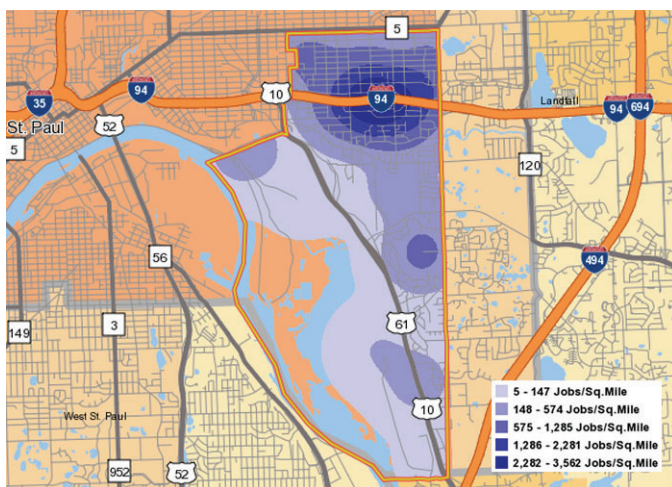 5
35
94
10
94
Landfall
94
694
St. Paul
52
5
120
56
494
149
3
61
West St. Paul
10
952
52
5 - 147 Jobs/Sq.Mile
148 - 574 Jobs/Sq.Mile
575 - 1,285 Jobs/Sq.Mile
1,286 - 2,281 Jobs/Sq.Mile
2,282 - 3,562 Jobs/Sq.Mile